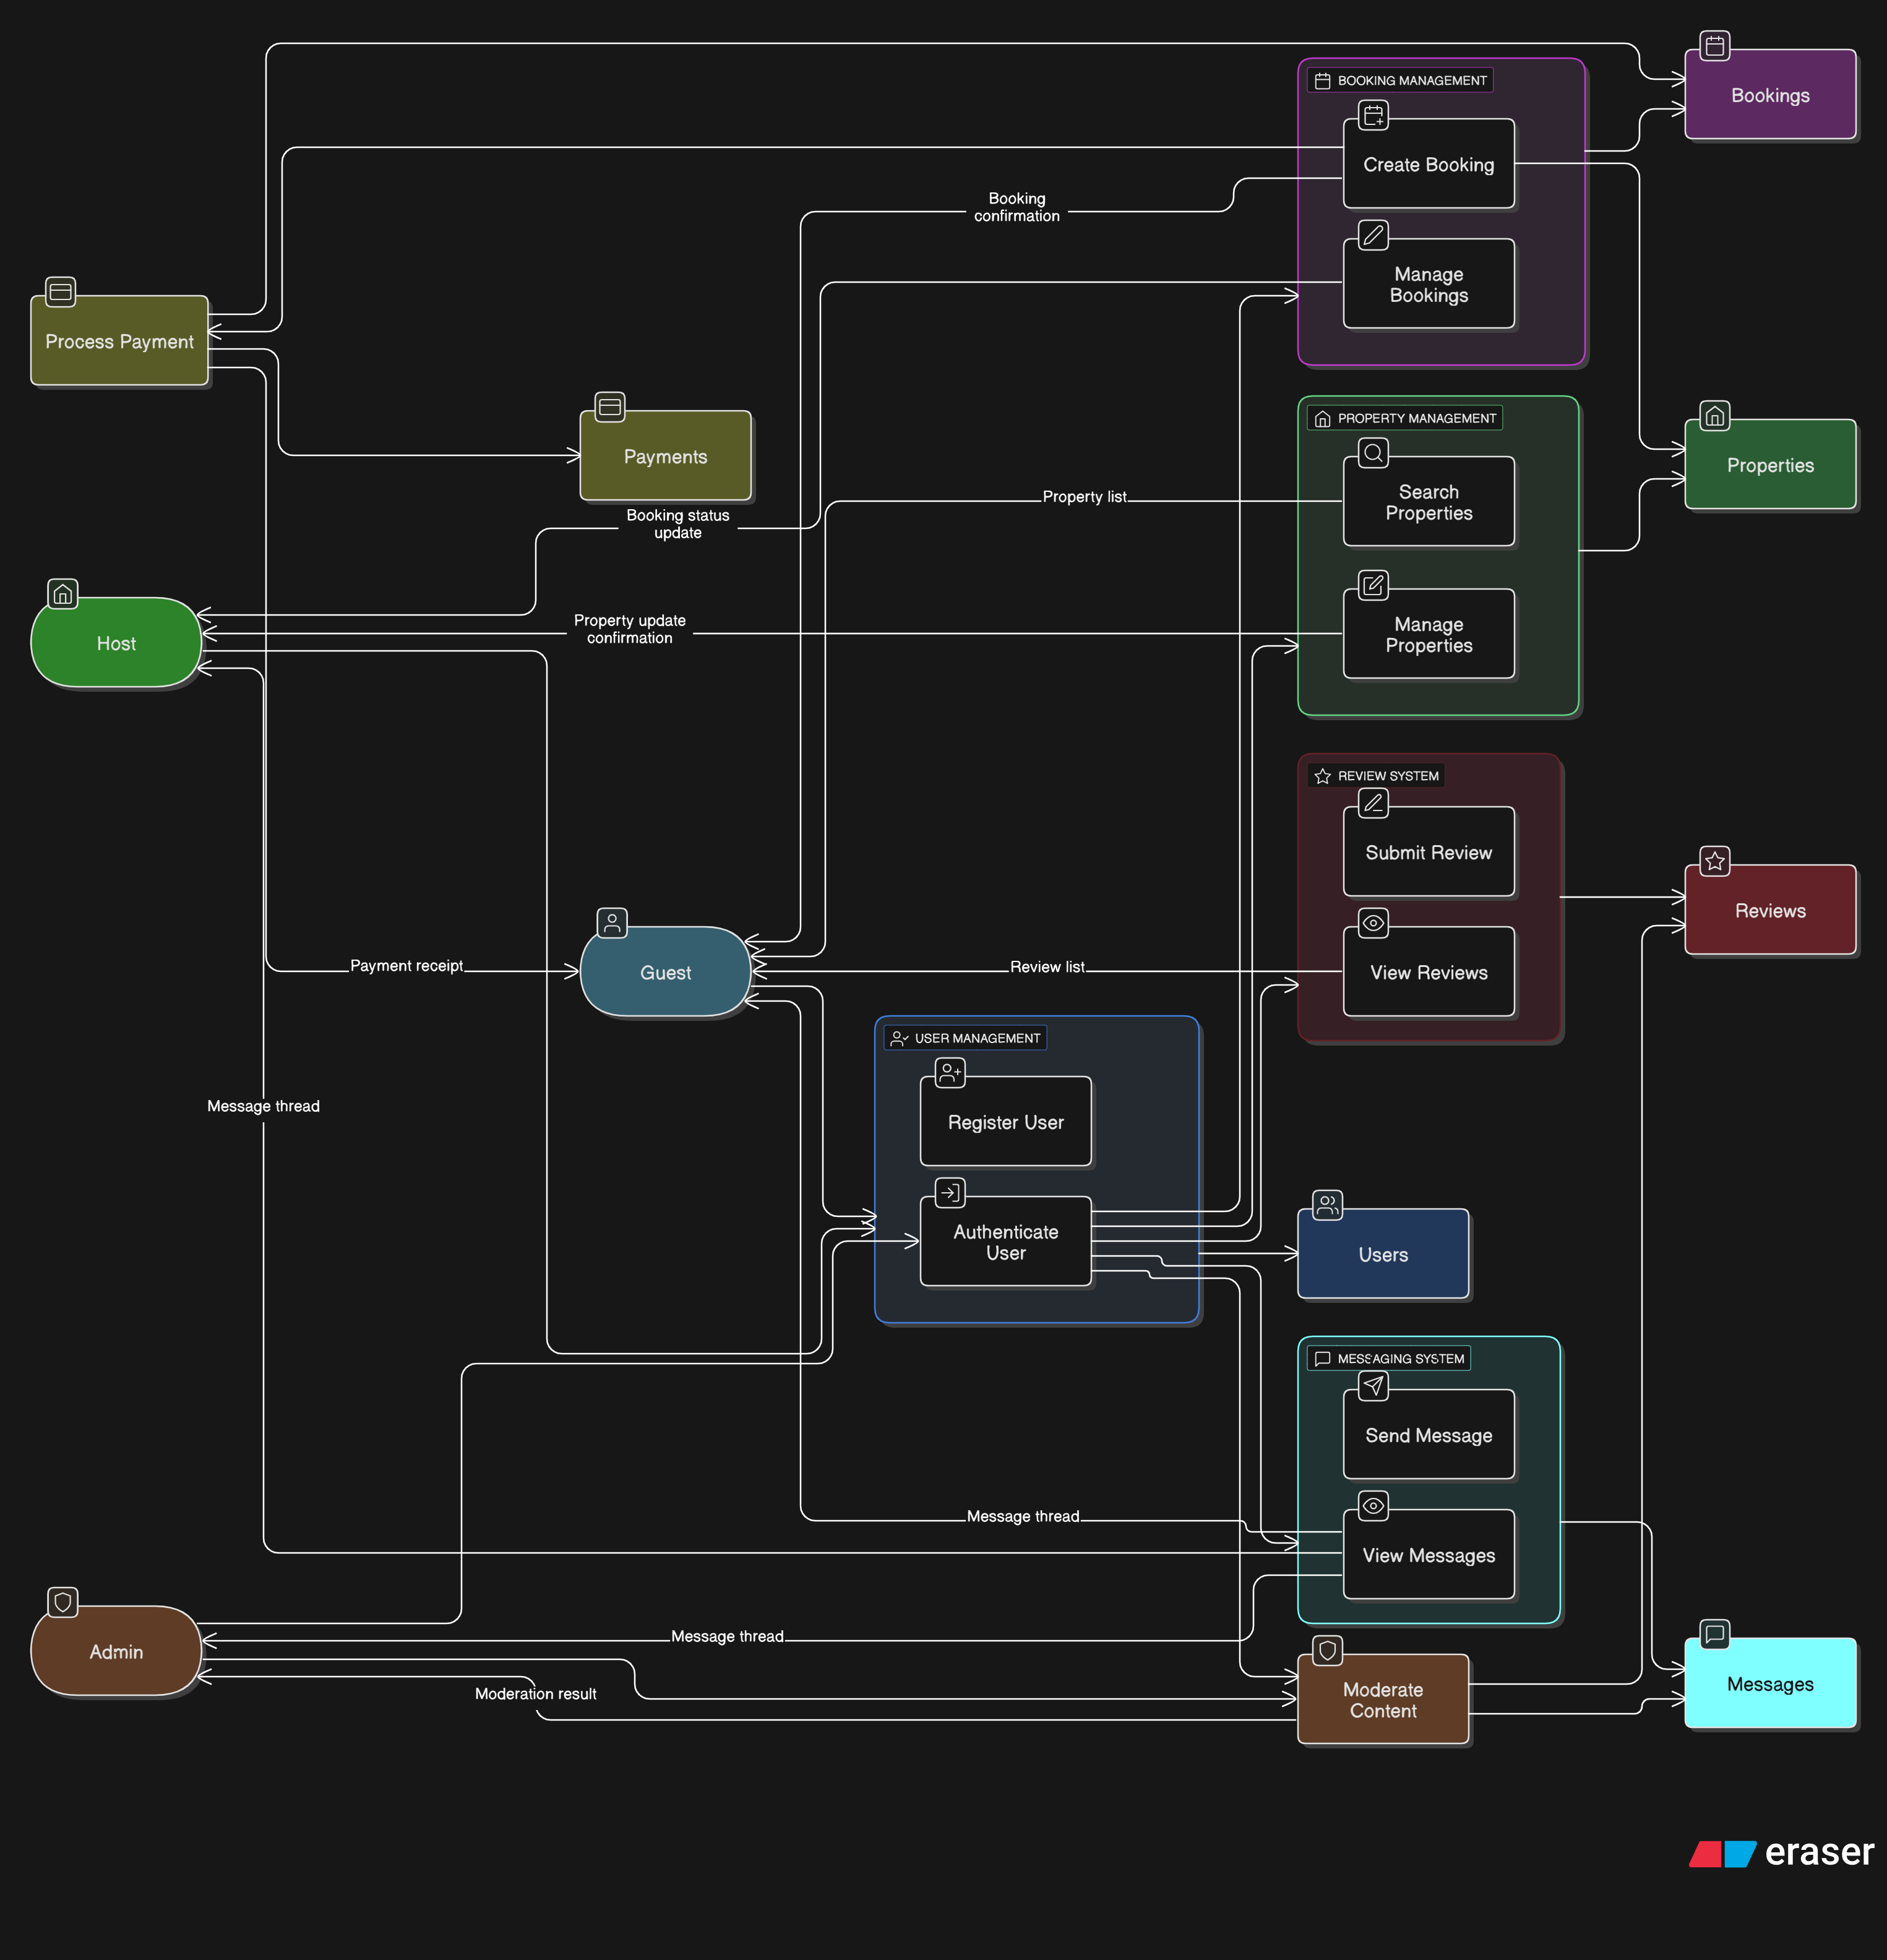 Bookings
BOOKING MANAGEMENT
Create Booking
Booking
confirmation
Manage
Bookings
Process Payment
Payments
PROPERTY MANAGEMENT
Search
Properties
Properties
Property list
Booking status
update
Manage
Properties
Property update
confirmation
Host
REVIEW SYSTEM
Submit Review
Reviews
View Reviews
Review list
Guest
Payment receipt
USER MANAGEMENT
Register User
Message thread
Authenticate
User
Users
MESSAGING SYSTEM
Send Message
Message thread
View Messages
Message thread
Admin
Moderation result
Moderate
Content
Messages
eraser